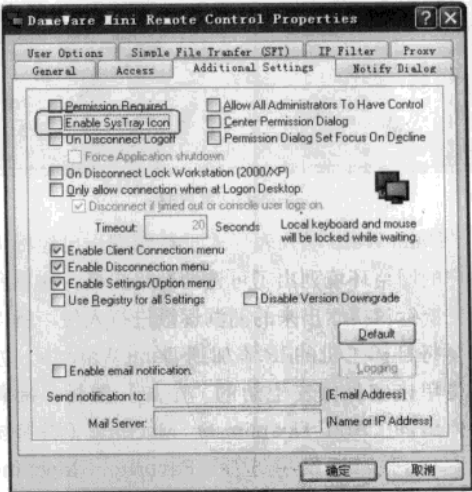 DameWare Mini Remote Control Properties
User Options Simple File Tranfer (SFT) IP Filter Proxy
General Access Additional Settings Notify Dialog
Permission Required Allow All Administrators To Have Control
Enable SysTray Icon Center Permission Dialog
On Disconnect Logoff Permission Dialog Set Focus On Decline
Force Application shutdown
On Disconnect Lock Workstation (2000/XP)
Only allow connection when at Logon Desktop.
Disconnect if timed out or console user logs on.
Timeout: 20 Seconds Local keyboard and mouse
will be locked while waiting.
Enable Client Connection menu
Enable Disconnection menu
Enable Settings/Option menu
Use Registry for all Settings Disable Version Downgrade
Default
Enable email notification. Logging
Send notification to: (E-mail Address)
Mail Server: (Name or IP Address)
确定 取消